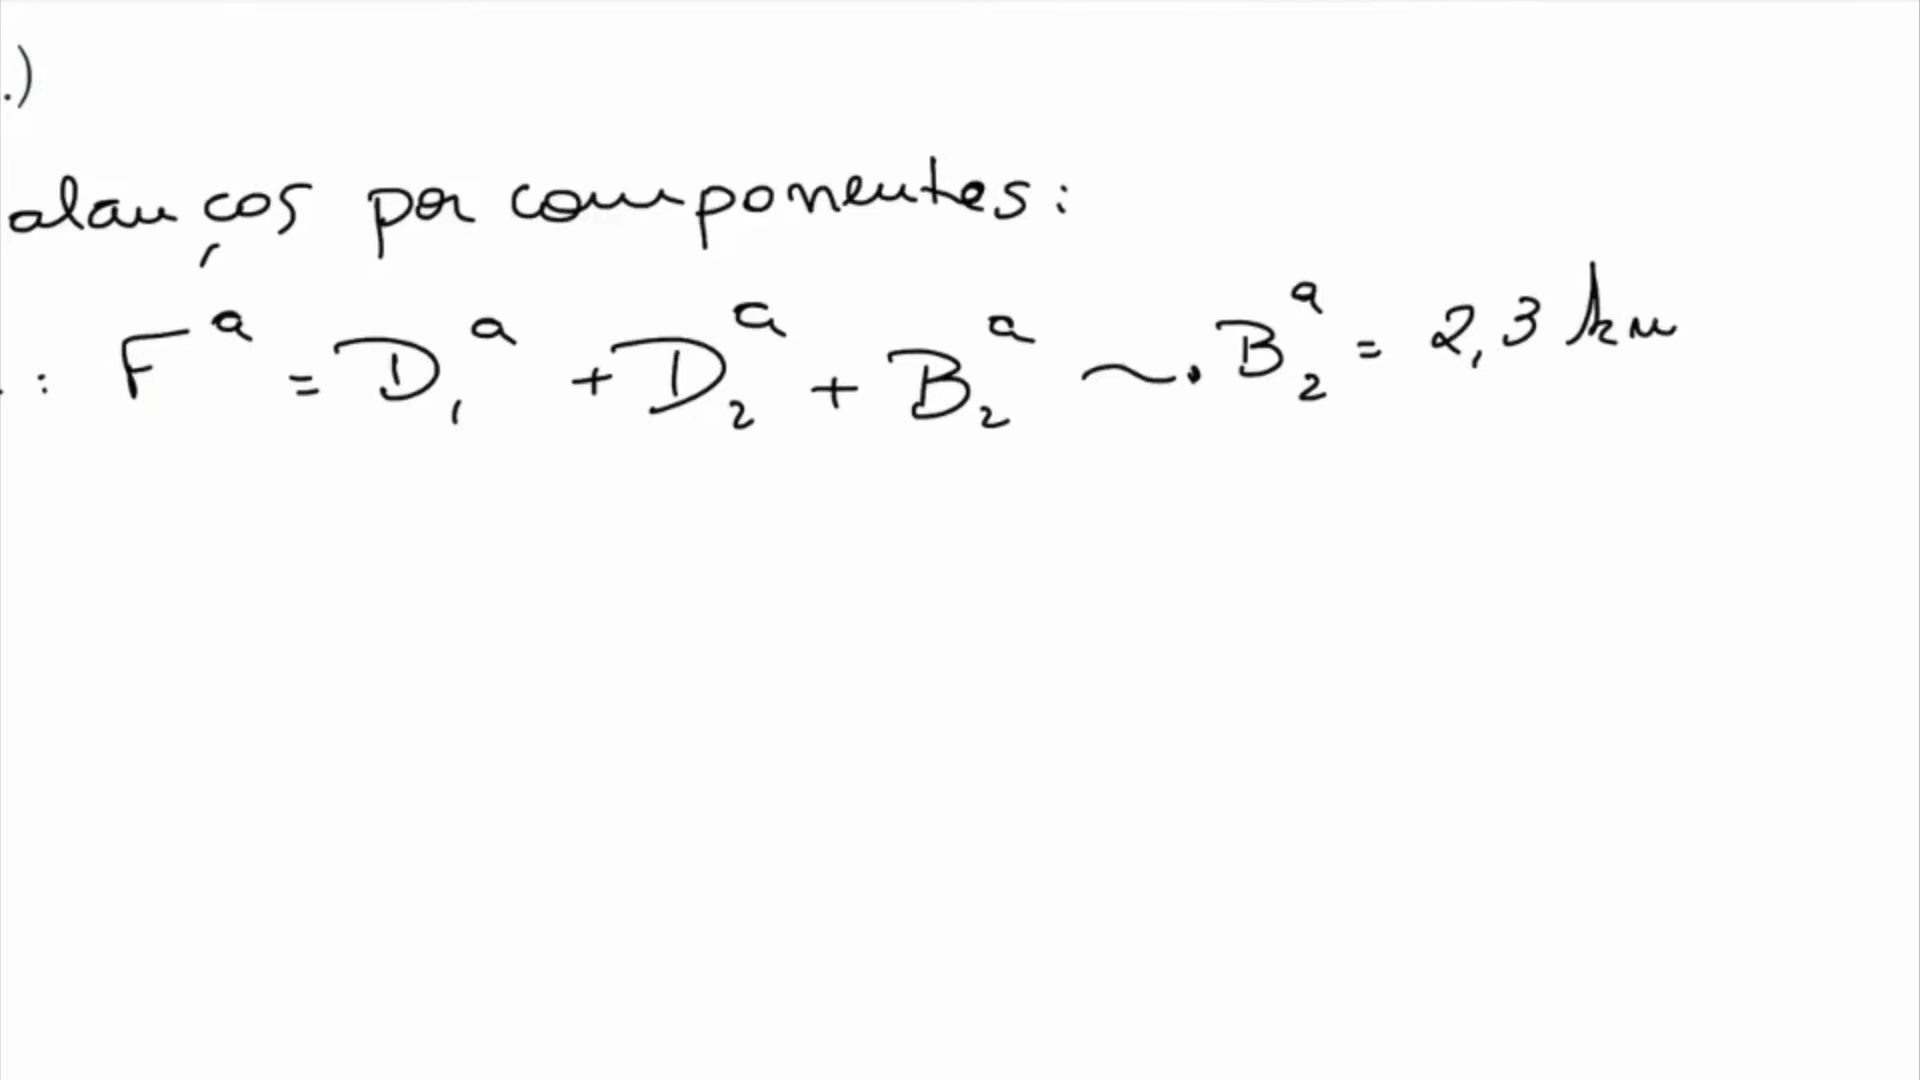 .)
alanços por componentes:
. : F^a = D_1^a + D_2^a + B_2^a ~• B_2^a = 2,3 km